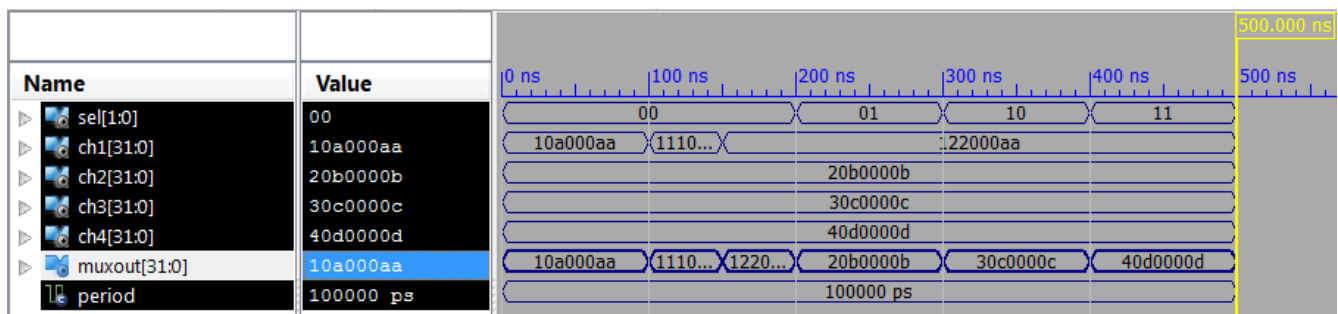 500.000 ns
Name Value 0 ns 100 ns 200 ns 300 ns 400 ns 500 ns
sel[1:0] 00 00 01 10 11
ch1[31:0] 10a000aa 10a000aa 1110... 122000aa
ch2[31:0] 20b0000b 20b0000b
ch3[31:0] 30c0000c 30c0000c
ch4[31:0] 40d0000d 40d0000d
muxout[31:0] 10a000aa 10a000aa 1110... 1220... 20b0000b 30c0000c 40d0000d
period 100000 ps 100000 ps